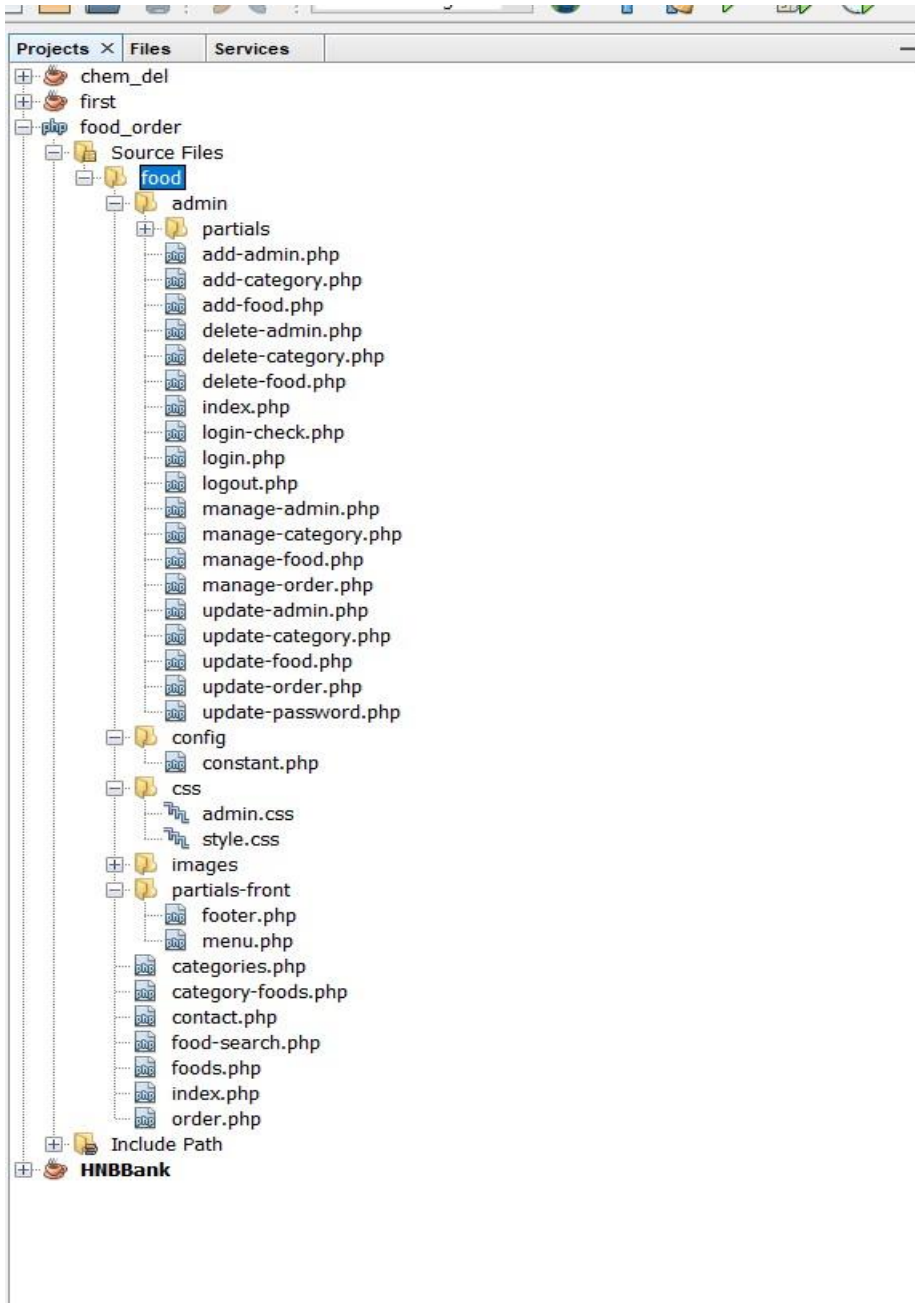 Projects Files Services
chem_del
first
food_order
Source Files
food
admin
partials
add-admin.php
add-category.php
add-food.php
delete-admin.php
delete-category.php
delete-food.php
index.php
login-check.php
login.php
logout.php
manage-admin.php
manage-category.php
manage-food.php
manage-order.php
update-admin.php
update-category.php
update-food.php
update-order.php
update-password.php
config
constant.php
css
admin.css
style.css
images
partials-front
footer.php
menu.php
categories.php
category-foods.php
contact.php
food-search.php
foods.php
index.php
order.php
Include Path
HNBBank